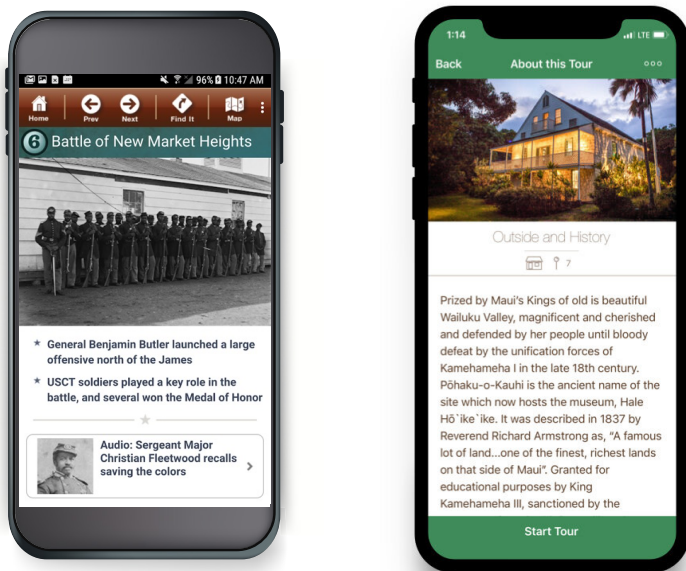 96% 10:47 AM
Home Prev Next Find It Map
6 Battle of New Market Heights
★ General Benjamin Butler launched a large
offensive north of the James
★ USCT soldiers played a key role in the
battle, and several won the Medal of Honor
Audio: Sergeant Major
Christian Fleetwood recalls
saving the colors
1:14 LTE
Back About this Tour
Outside and History
7
Prized by Maui's Kings of old is beautiful
Wailuku Valley, magnificent and cherished
and defended by her people until bloody
defeat by the unification forces of
Kamehameha I in the late 18th century.
Pōhaku-o-Kauhi is the ancient name of the
site which now hosts the museum, Hale
Hō`ike`ike. It was described in 1837 by
Reverend Richard Armstrong as, “A famous
lot of land...one of the finest, richest lands
on that side of Maui”. Granted for
educational purposes by King
Kamehameha III, sanctioned by the
Start Tour